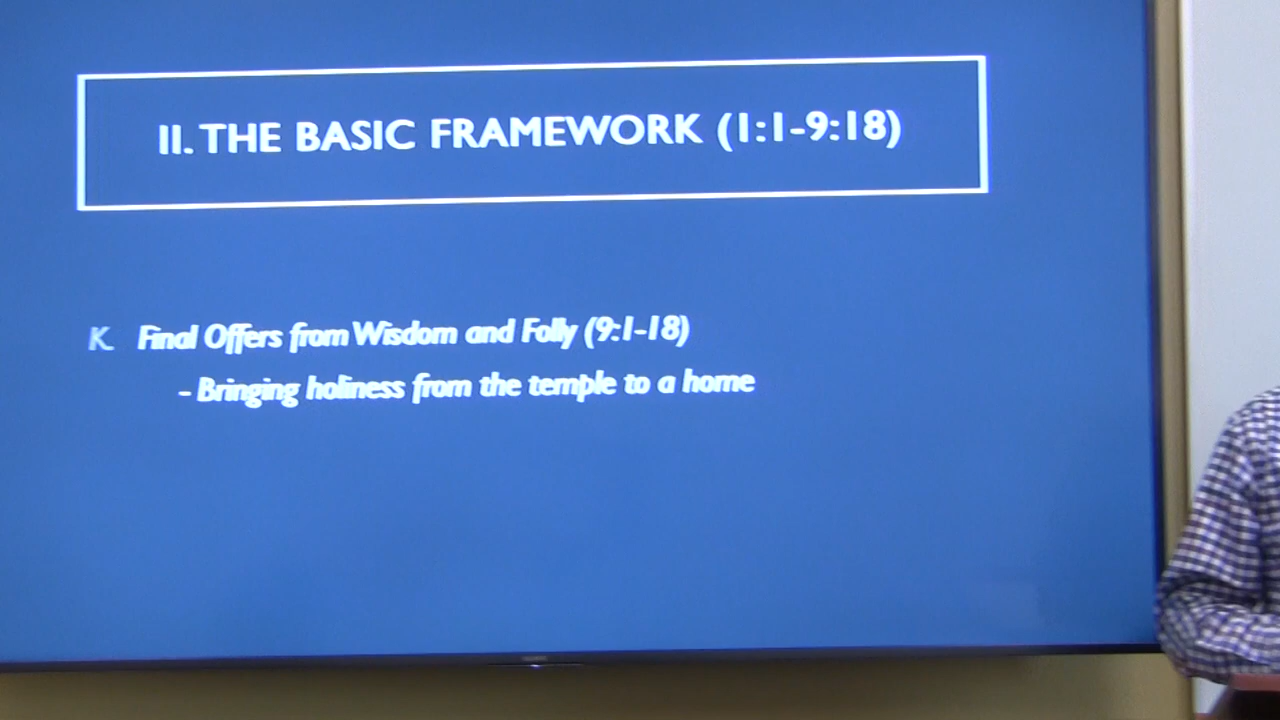 II. THE BASIC FRAMEWORK (1:1-9:18)
K. Final Offers from Wisdom and Folly (9:1-18)
- Bringing holiness from the temple to a home